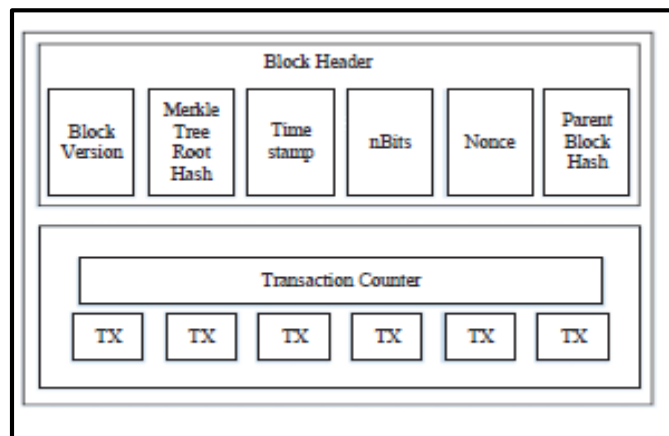 Block Header
Block
Version
Merkle
Tree
Root
Hash
Time
stamp
nBits
Nonce
Parent
Block
Hash
Transaction Counter
TX
TX
TX
TX
TX
TX